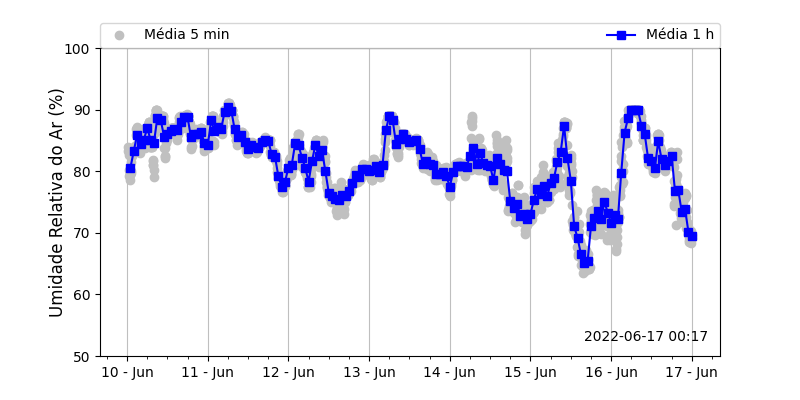 Média 5 min
Média 1 h
Umidade Relativa do Ar (%)
100
90
80
70
60
50
2022-06-17 00:17
10 - Jun
11 - Jun
12 - Jun
13 - Jun
14 - Jun
15 - Jun
16 - Jun
17 - Jun